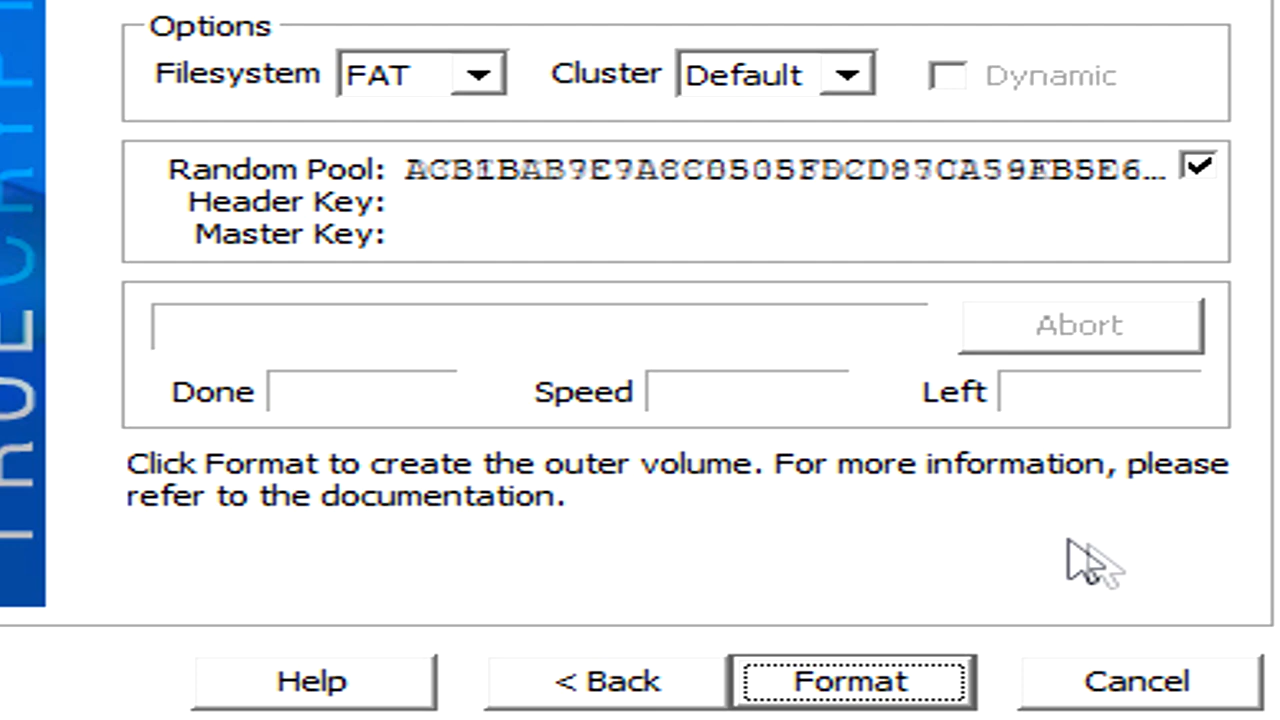 Options
Filesystem FAT Cluster Default Dynamic
Random Pool:
Header Key:
Master Key:
Abort
Done Speed Left
Click Format to create the outer volume. For more information, please
refer to the documentation.
Help < Back Format Cancel